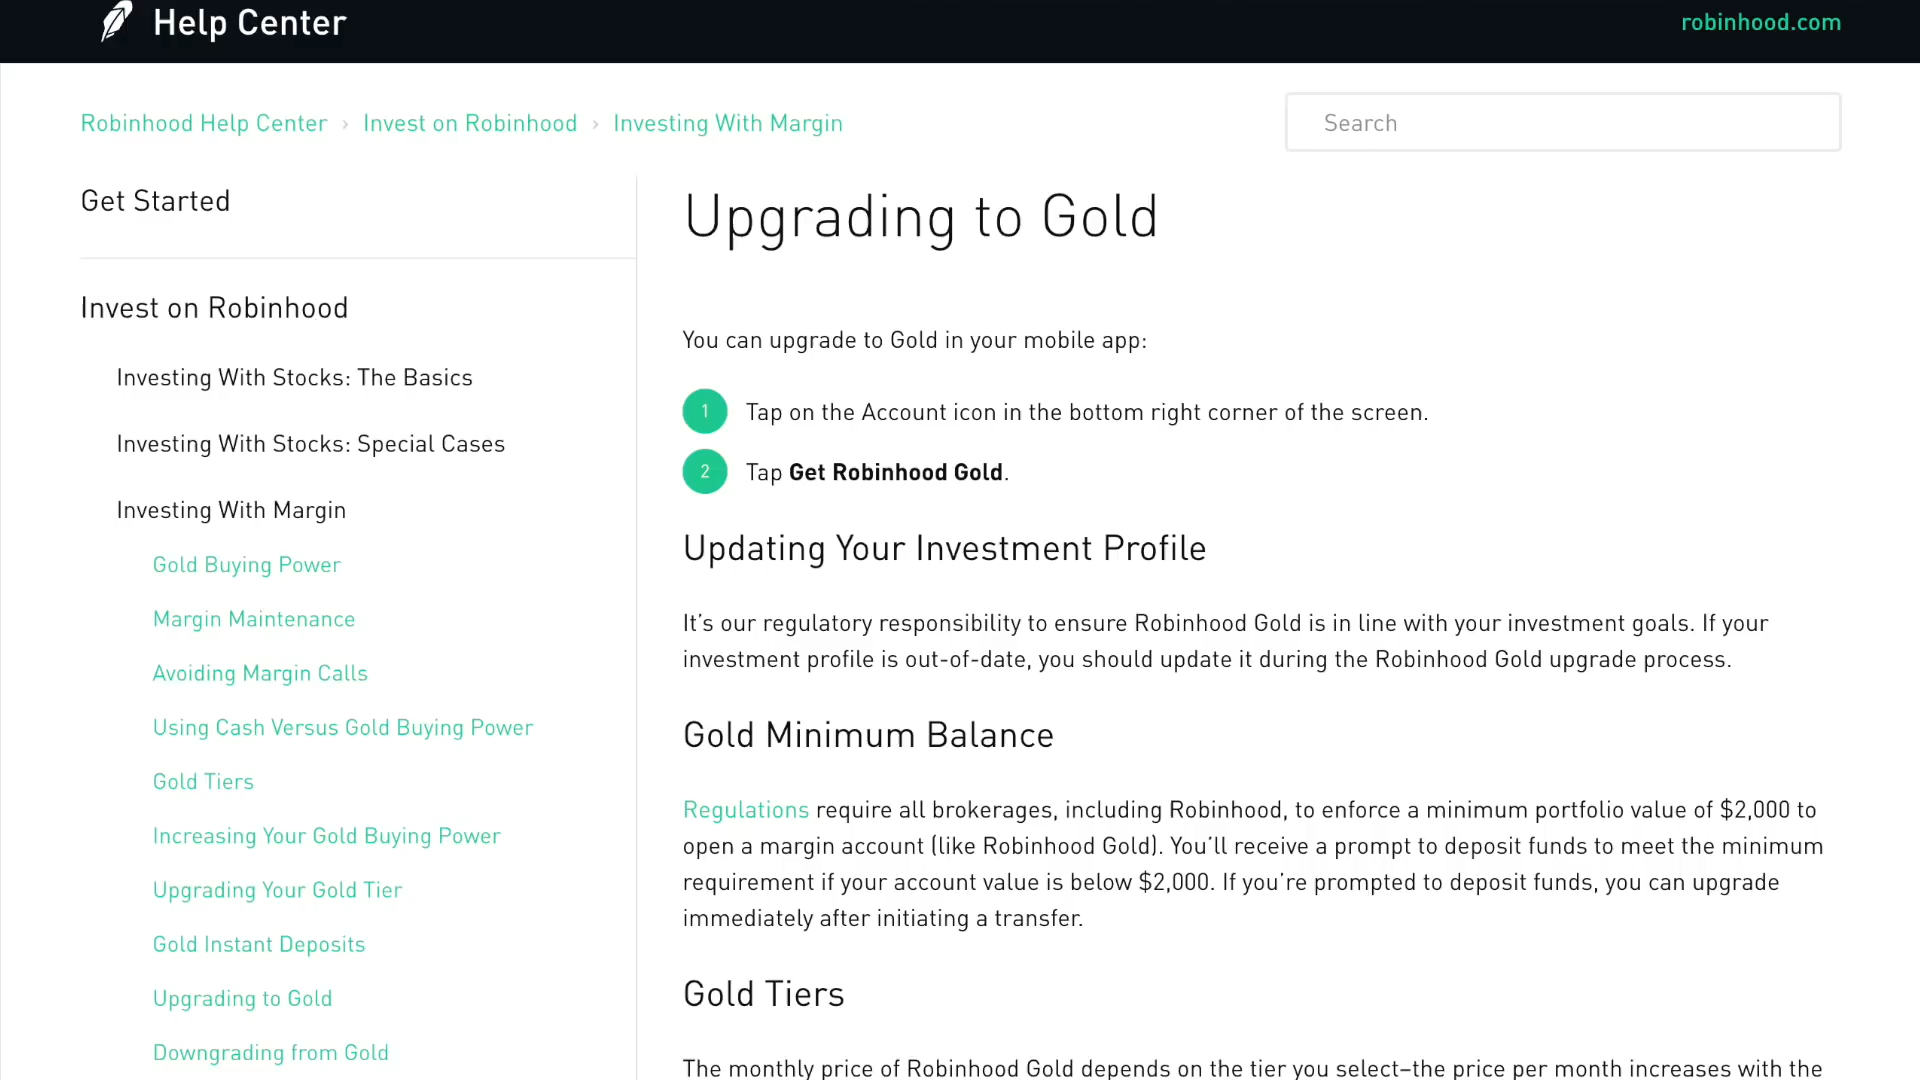 Help Center
robinhood.com
Robinhood Help Center › Invest on Robinhood › Investing With Margin
Search
Get Started
Invest on Robinhood
Investing With Stocks: The Basics
Investing With Stocks: Special Cases
Investing With Margin
Gold Buying Power
Margin Maintenance
Avoiding Margin Calls
Using Cash Versus Gold Buying Power
Gold Tiers
Increasing Your Gold Buying Power
Upgrading Your Gold Tier
Gold Instant Deposits
Upgrading to Gold
Downgrading from Gold
Upgrading to Gold
You can upgrade to Gold in your mobile app:
1 Tap on the Account icon in the bottom right corner of the screen.
2 Tap Get Robinhood Gold.
Updating Your Investment Profile
It’s our regulatory responsibility to ensure Robinhood Gold is in line with your investment goals. If your
investment profile is out-of-date, you should update it during the Robinhood Gold upgrade process.
Gold Minimum Balance
Regulations require all brokerages, including Robinhood, to enforce a minimum portfolio value of $2,000 to
open a margin account (like Robinhood Gold). You’ll receive a prompt to deposit funds to meet the minimum
requirement if your account value is below $2,000. If you’re prompted to deposit funds, you can upgrade
immediately after initiating a transfer.
Gold Tiers
The monthly price of Robinhood Gold depends on the tier you select–the price per month increases with the